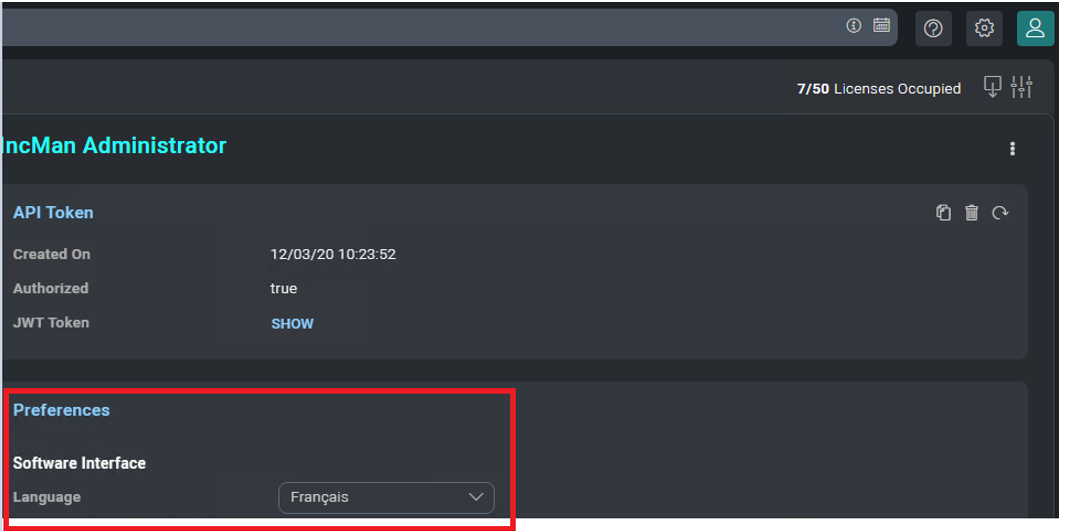 7/50 Licenses Occupied
IncMan Administrator
API Token
Created On 12/03/20 10:23:52
Authorized true
JWT Token SHOW
Preferences
Software Interface
Language Français